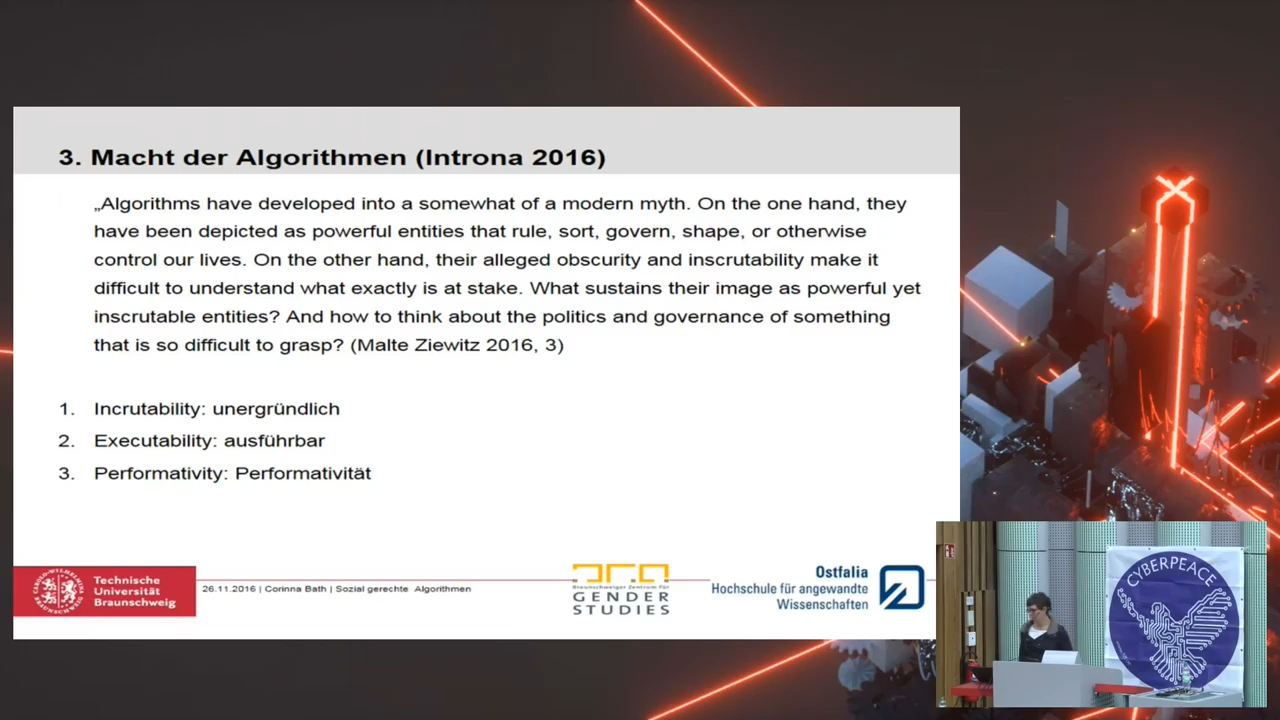 3. Macht der Algorithmen (Introna 2016)
„Algorithms have developed into a somewhat of a modern myth. On the one hand, they
have been depicted as powerful entities that rule, sort, govern, shape, or otherwise
control our lives. On the other hand, their alleged obscurity and inscrutability make it
difficult to understand what exactly is at stake. What sustains their image as powerful yet
inscrutable entities? And how to think about the politics and governance of something
that is so difficult to grasp? (Malte Ziewitz 2016, 3)
1. Incrutability: unergründlich
2. Executability: ausführbar
3. Performativity: Performativität
Technische
Universität
Braunschweig
26.11.2016 | Corinna Bath | Sozial gerechte Algorithmen
Braunschweiger Zentrum für
GENDER
STUDIES
Ostfalia
Hochschule für angewandte
Wissenschaften
CYBERPEACE